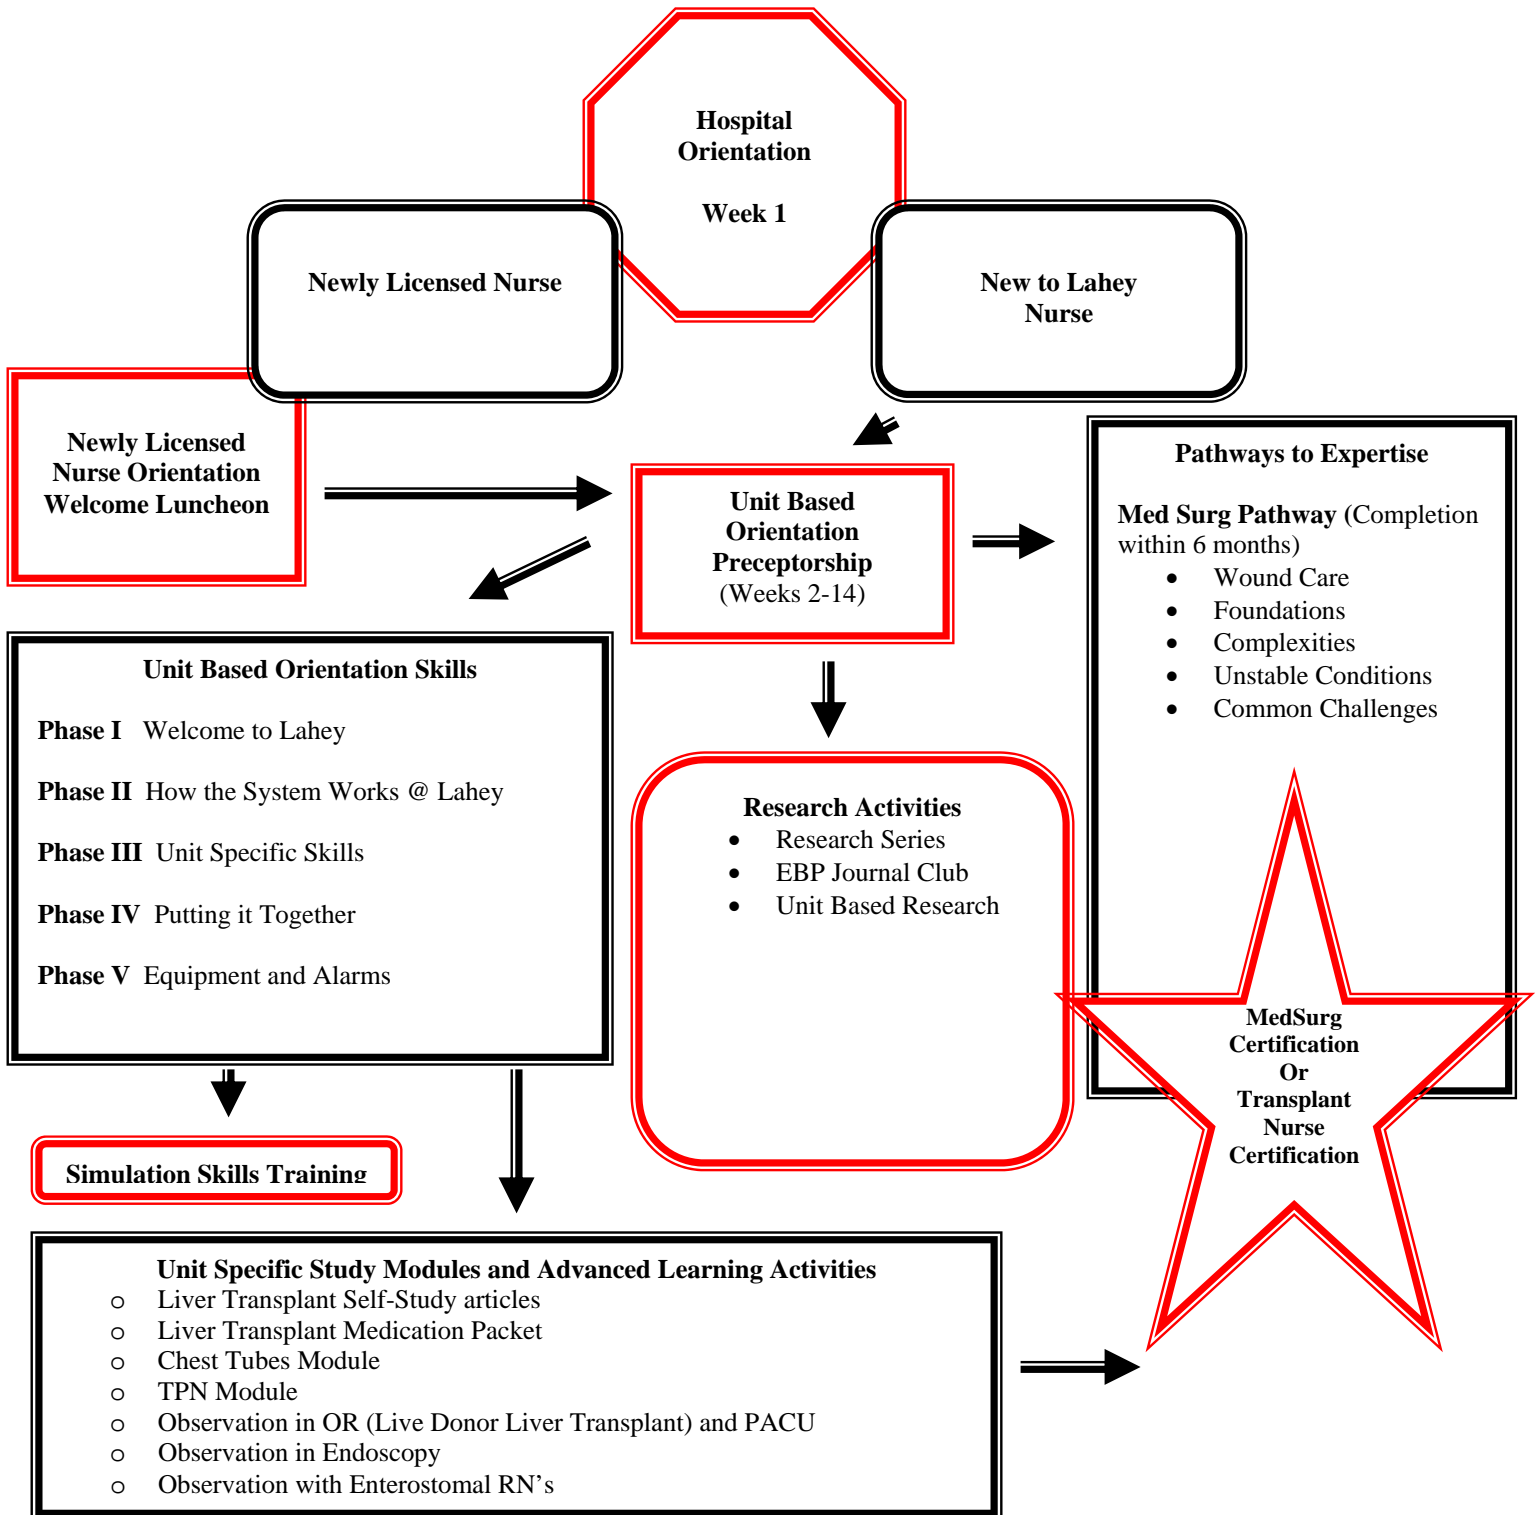 Hospital
Orientation
Week 1
Newly Licensed Nurse
New to Lahey
Nurse
Newly Licensed
Nurse Orientation
Welcome Luncheon
Unit Based
Orientation
Preceptorship
(Weeks 2-14)
Pathways to Expertise
Med Surg Pathway (Completion
within 6 months)
• Wound Care
• Foundations
• Complexities
• Unstable Conditions
• Common Challenges
Unit Based Orientation Skills
Phase I Welcome to Lahey
Phase II How the System Works @ Lahey
Phase III Unit Specific Skills
Phase IV Putting it Together
Phase V Equipment and Alarms
Research Activities
• Research Series
• EBP Journal Club
• Unit Based Research
MedSurg
Certification
Or
Transplant
Nurse
Certification
Simulation Skills Training
Unit Specific Study Modules and Advanced Learning Activities
o Liver Transplant Self-Study articles
o Liver Transplant Medication Packet
o Chest Tubes Module
o TPN Module
o Observation in OR (Live Donor Liver Transplant) and PACU
o Observation in Endoscopy
o Observation with Enterostomal RN’s